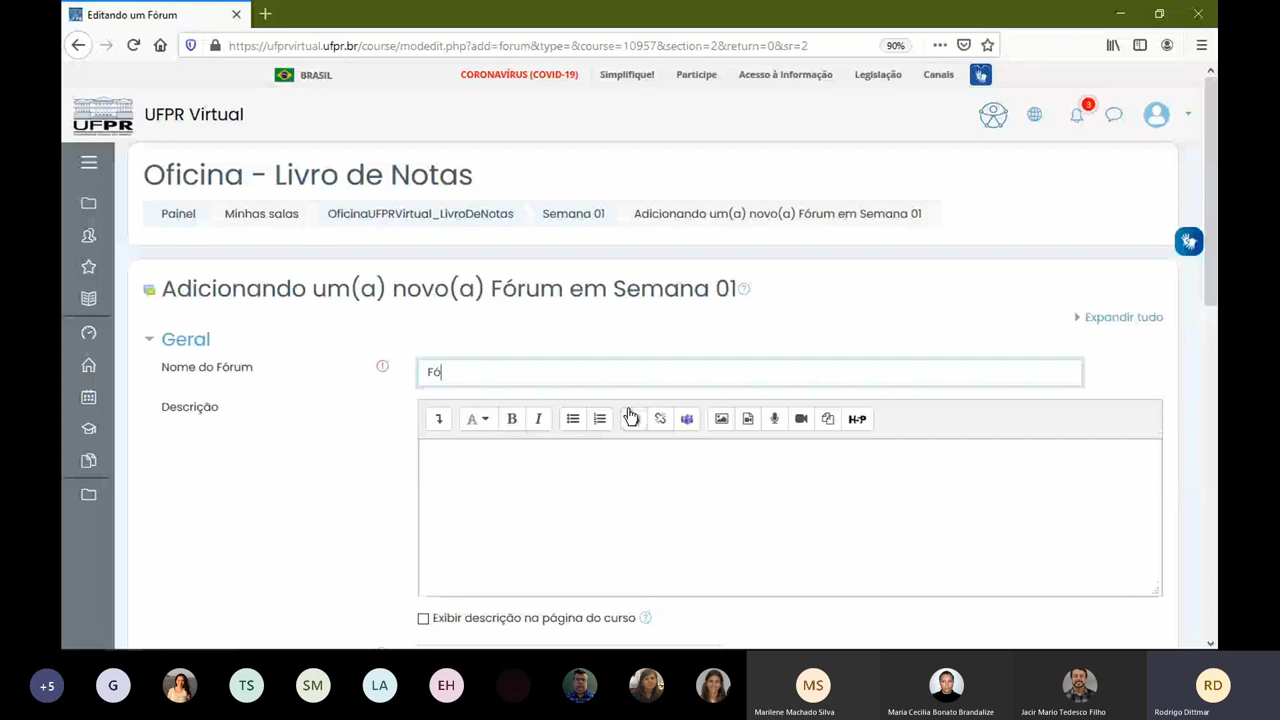 Editando um Fórum
https://ufprvirtual.ufpr.br/course/modedit.php?add=forum&type=&course=10957&section=2&return=0&sr=2
90%
BRASIL
CORONAVÍRUS (COVID-19)
Simplifique!
Participe
Acesso à Informação
Legislação
Canais
UFPR
UFPR Virtual
3
Oficina - Livro de Notas
Painel
Minhas salas
OficinaUFPRVirtual_LivroDeNotas
Semana 01
Adicionando um(a) novo(a) Fórum em Semana 01
Adicionando um(a) novo(a) Fórum em Semana 01
Expandir tudo
Geral
Nome do Fórum
Fó
Descrição
A
B
I
H-P
Exibir descrição na página do curso
+5
G
TS
SM
LA
EH
MS
RD
Marilene Machado Silva
Maria Cecilia Bonato Brandalize
Jacir Mario Tedesco Filho
Rodrigo Dittmar